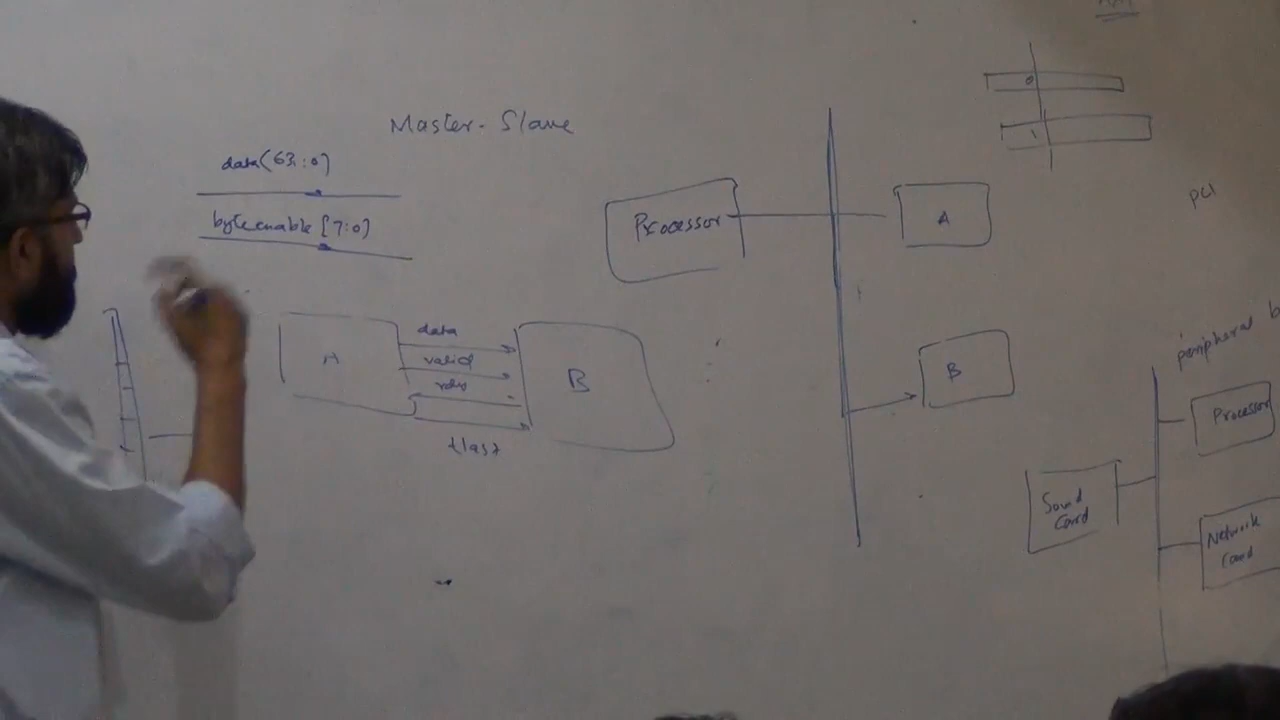 Master-Slave
data(63:0)
byteenable [7:0]
Processor
A
B
0
1
PCI
A
data
valid
rdy
tlast
B
peripheral b
Processor
Sound
Card
Network
Card